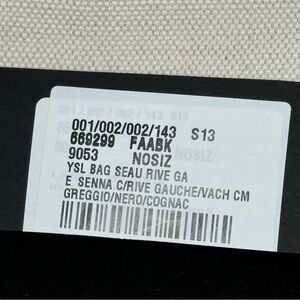 001/002/002/143 S13
669299 FAABK
9053 NOSIZ
YSL BAG SEAU RIVE GA
E SENNA C/RIVE GAUCHE/VACH CM
GREGGIO/NERO/COGNAC